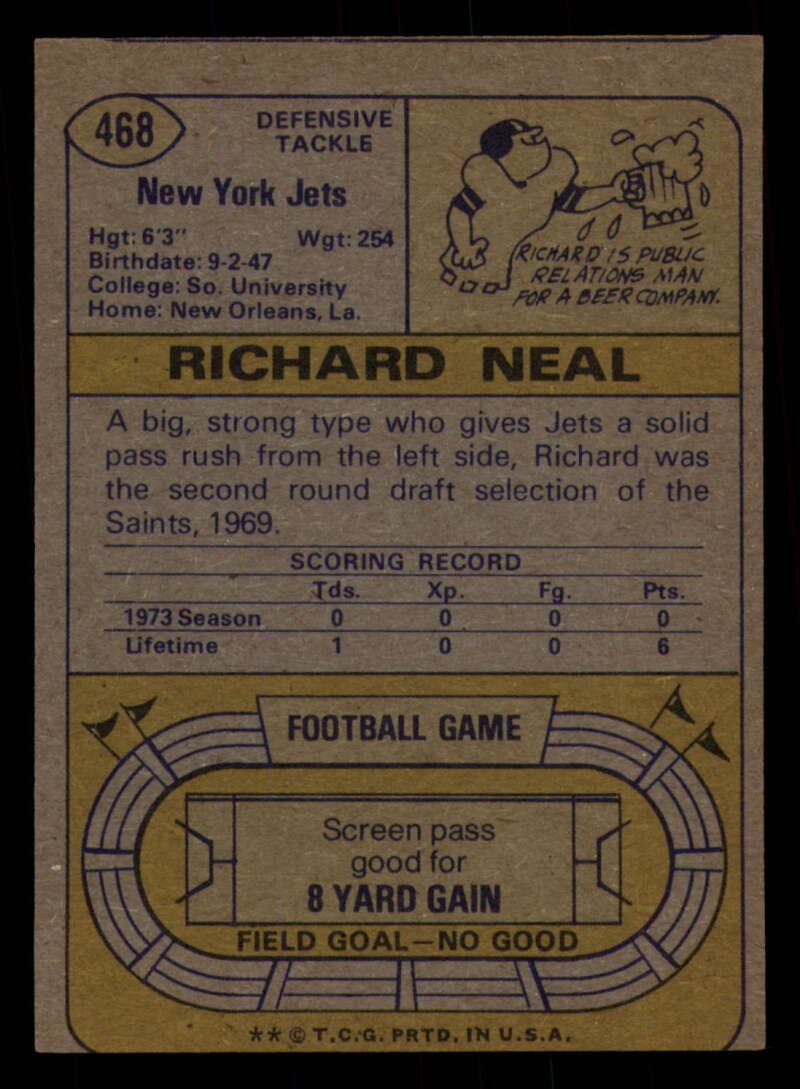 468
DEFENSIVE
TACKLE
New York Jets
Hgt: 6'3" Wgt: 254
Birthdate: 9-2-47
College: So. University
Home: New Orleans, La.
RICHARD IS PUBLIC
RELATIONS MAN
FOR A BEER COMPANY.
RICHARD NEAL
A big, strong type who gives Jets a solid
pass rush from the left side, Richard was
the second round draft selection of the
Saints, 1969.
SCORING RECORD
Tds. Xp. Fg. Pts.
1973 Season 0 0 0 0
Lifetime 1 0 0 6
FOOTBALL GAME
Screen pass
good for
8 YARD GAIN
FIELD GOAL—NO GOOD
** © T.C.G. PRTD. IN U.S.A.